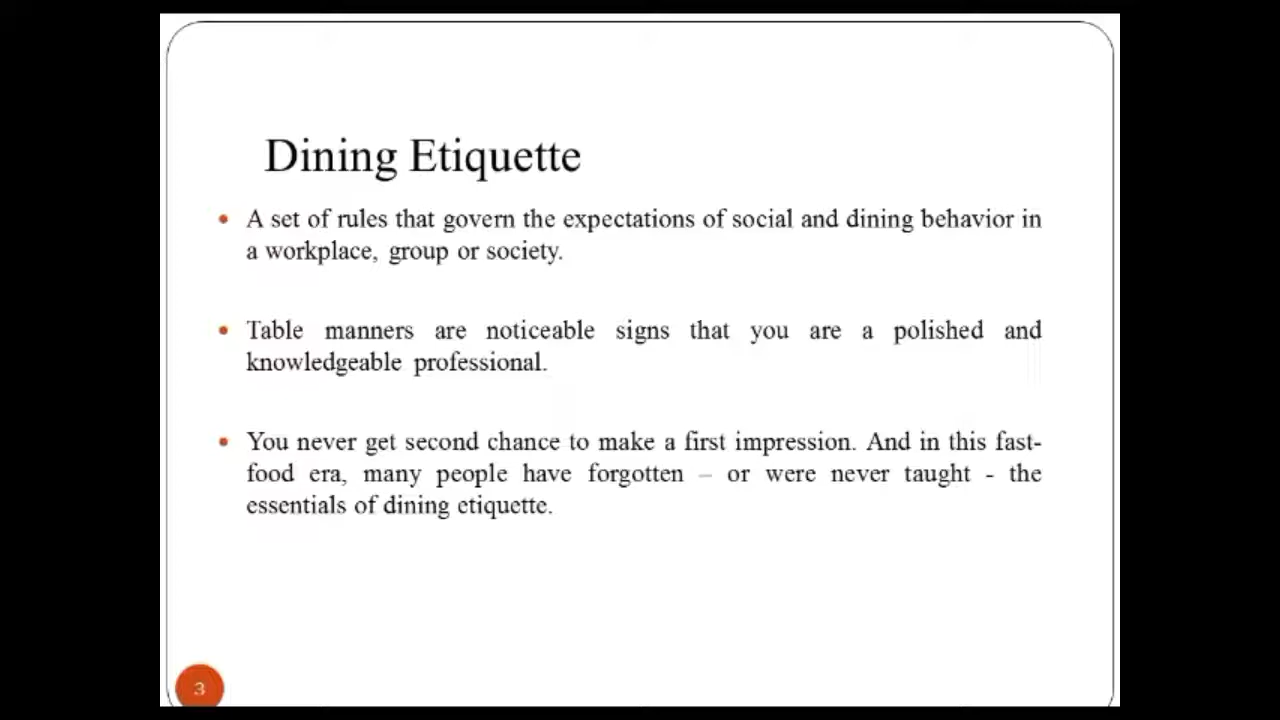 Dining Etiquette
A set of rules that govern the expectations of social and dining behavior in
a workplace, group or society.
Table manners are noticeable signs that you are a polished and
knowledgeable professional.
You never get second chance to make a first impression. And in this fast-
food era, many people have forgotten – or were never taught - the
essentials of dining etiquette.
3